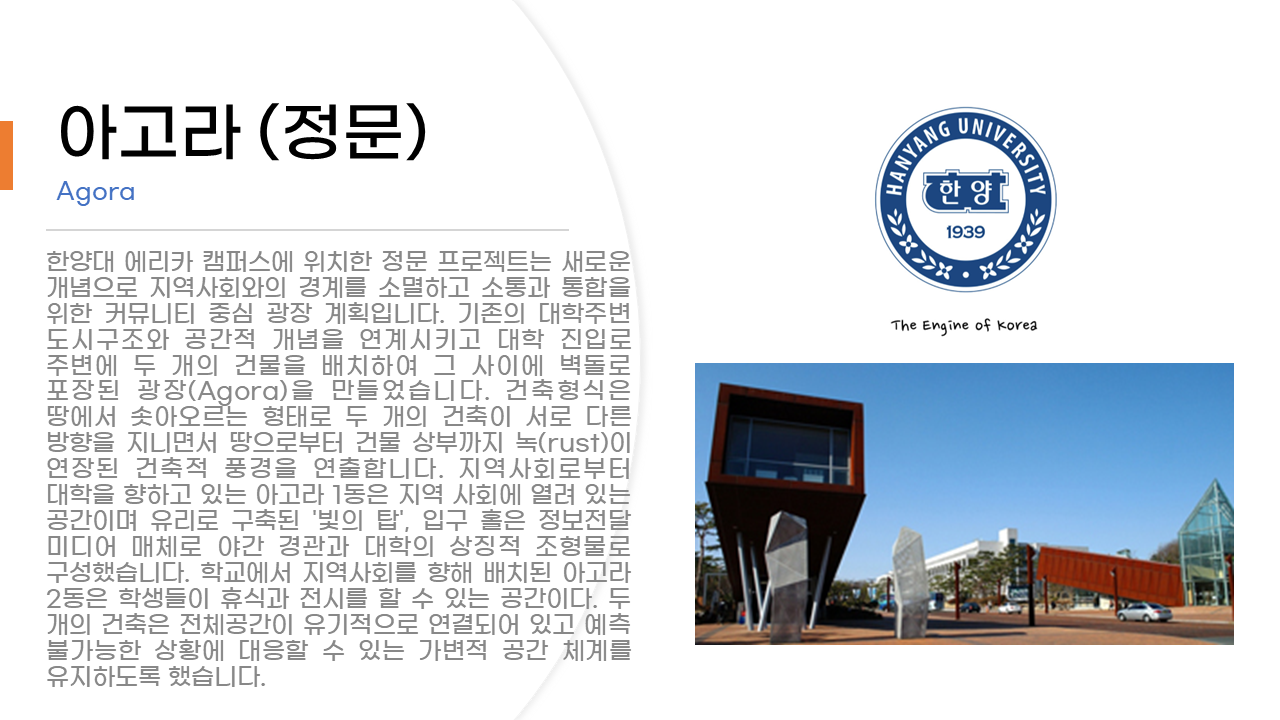 아고라 (정문)
Agora
한양대 에리카 캠퍼스에 위치한 정문 프로젝트는 새로운
개념으로 지역사회와의 경계를 소멸하고 소통과 통합을
위한 커뮤니티 중심 광장 계획입니다. 기존의 대학주변
도시구조와 공간적 개념을 연계시키고 대학 진입로
주변에 두 개의 건물을 배치하여 그 사이에 벽돌로
포장된 광장(Agora)을 만들었습니다. 건축형식은
땅에서 솟아오르는 형태로 두 개의 건축이 서로 다른
방향을 지니면서 땅으로부터 건물 상부까지 녹(rust)이
연장된 건축적 풍경을 연출합니다. 지역사회로부터
대학을 향하고 있는 아고라 1동은 지역 사회에 열려 있는
공간이며 유리로 구축된 '빛의 탑', 입구 홀은 정보전달
미디어 매체로 야간 경관과 대학의 상징적 조형물로
구성했습니다. 학교에서 지역사회를 향해 배치된 아고라
2동은 학생들이 휴식과 전시를 할 수 있는 공간이다. 두
개의 건축은 전체공간이 유기적으로 연결되어 있고 예측
불가능한 상황에 대응할 수 있는 가변적 공간 체계를
유지하도록 했습니다.
HANYANG UNIVERSITY
한양
1939
The Engine of Korea